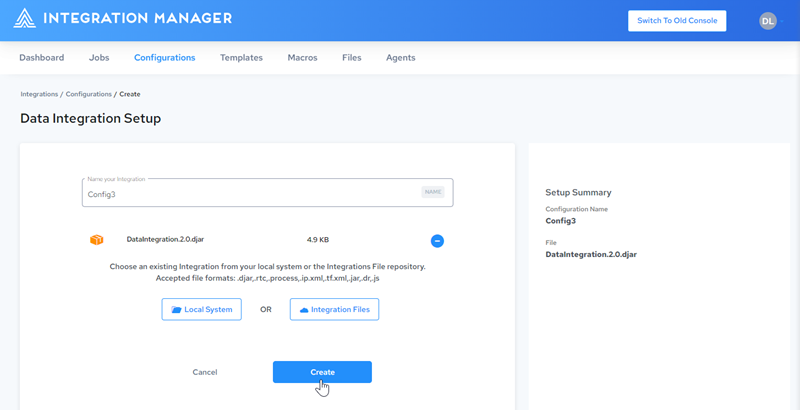 INTEGRATION MANAGER
Switch To Old Console
DL
Dashboard Jobs Configurations Templates Macros Files Agents
Integrations / Configurations / Create
Data Integration Setup
Name your Integration
Config3 NAME
DataIntegration.2.0.djar 4.9 KB
Choose an existing Integration from your local system or the Integrations File repository.
Accepted file formats: .djar,.rtc,.process,.ip.xml,.tf.xml,.jar,.dr,.js
Local System OR Integration Files
Cancel Create
Setup Summary
Configuration Name
Config3
File
DataIntegration.2.0.djar